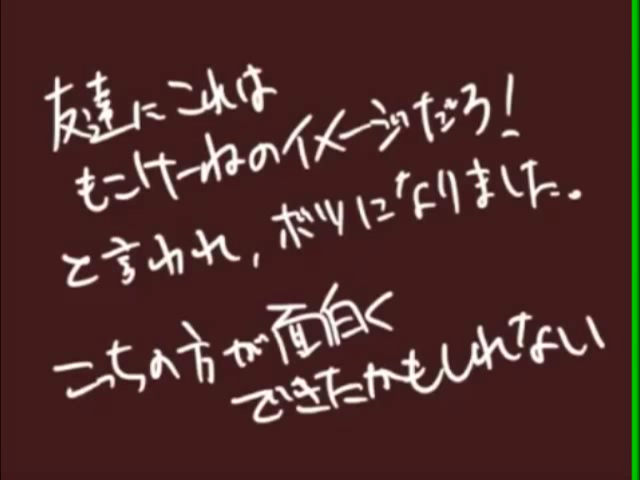 友達にこれは
もこけーねのイメージだろ！
と言われ、ボツになりました。
こっちの方が面白く
できたかもしれない